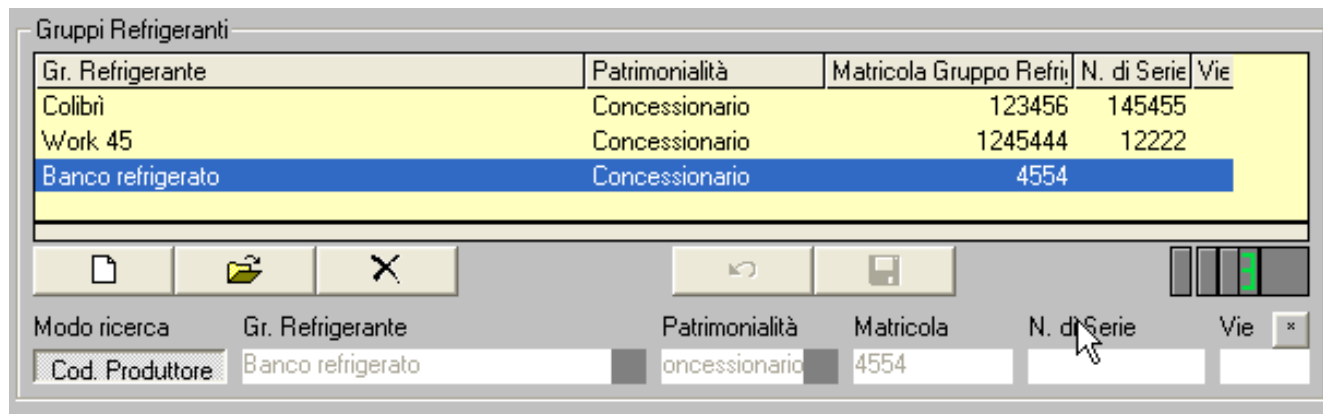 Gruppi Refrigeranti
Gr. Refrigerante Patrimonialità Matricola Gruppo Refri N. di Serie Vie
Colibrì Concessionario 123456 145455
Work 45 Concessionario 1245444 12222
Banco refrigerato Concessionario 4554
Modo ricerca Gr. Refrigerante Patrimonialità Matricola N. di Serie Vie
Cod. Produttore Banco refrigerato oncessionario 4554